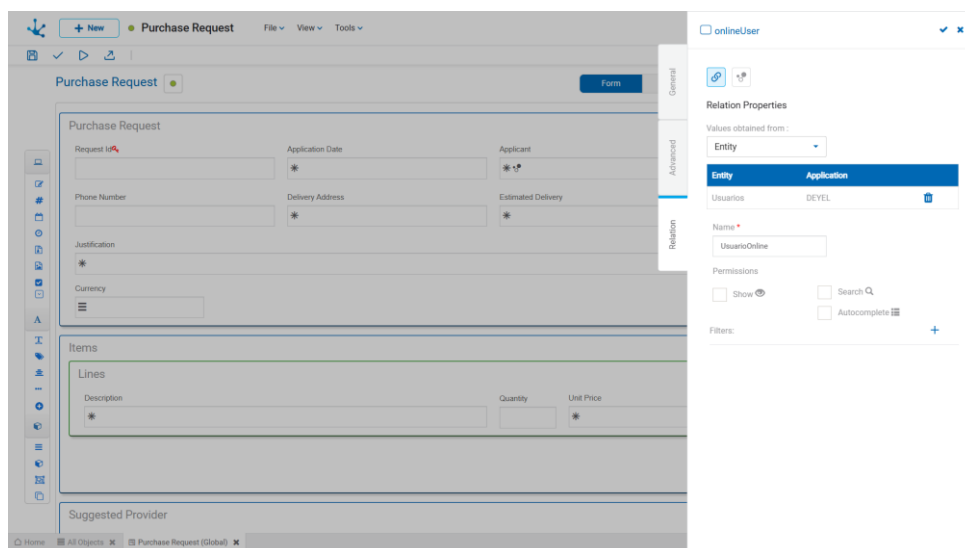 + New
Purchase Request
File
View
Tools
onlineUser
Purchase Request
Form
General
Advanced
Relation
Relation Properties
Values obtained from :
Entity
Entity Application
Usuarios DEYEL
Name *
UsuarioOnline
Permissions
Show
Search
Autocomplete
Filters:
Purchase Request
Request Id
Application Date
Applicant
Phone Number
Delivery Address
Estimated Delivery
Justification
Currency
Items
Lines
Description
Quantity
Unit Price
Suggested Provider
Home
All Objects
Purchase Request (Global)